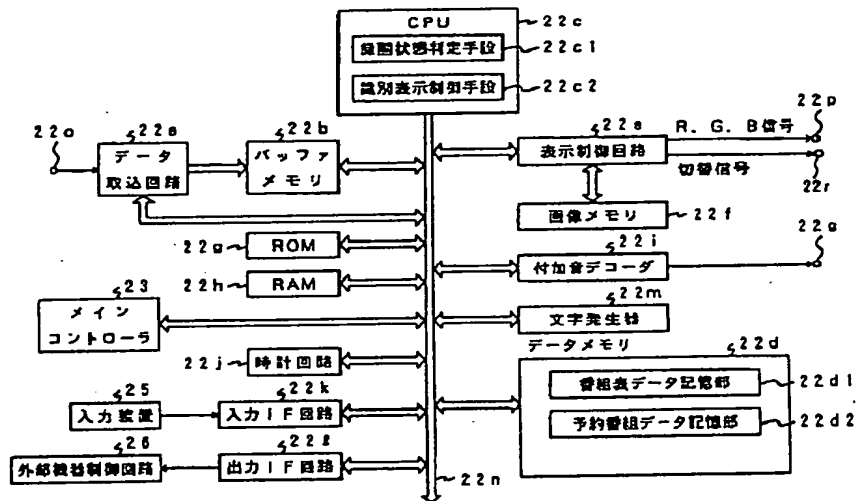 CPU
22c
録画状態判定手段
22c1
識別表示制御手段
22c2
22o
22a
データ
取込回路
22b
バッファ
メモリ
22e
表示制御回路
R. G. B信号
22p
切替信号
22r
画像メモリ
22f
22g
ROM
22i
付加音デコーダ
22q
22h
RAM
23
メイン
コントローラ
22m
文字発生器
22j
時計回路
データメモリ
22d
番組表データ記憶部
22d1
予約番組データ記憶部
22d2
25
入力装置
22k
入力IF回路
26
外部機器制御回路
22ℓ
出力IF回路
22n